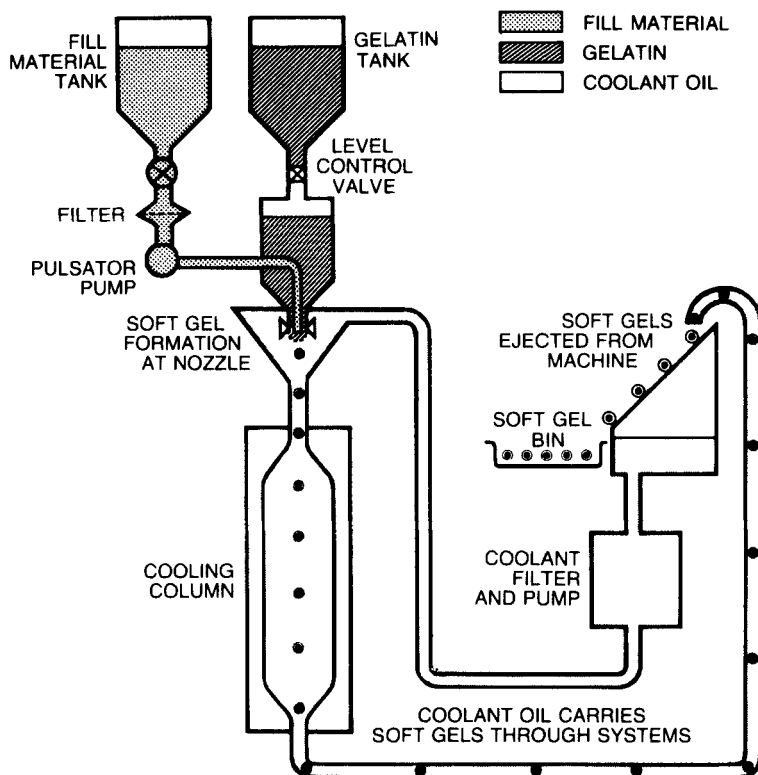 FILL
MATERIAL
TANK
GELATIN
TANK
FILL MATERIAL
GELATIN
COOLANT OIL
LEVEL
CONTROL
VALVE
FILTER
PULSATOR
PUMP
SOFT GEL
FORMATION
AT NOZZLE
SOFT GELS
EJECTED FROM
MACHINE
SOFT GEL
BIN
COOLING
COLUMN
COOLANT
FILTER
AND PUMP
COOLANT OIL CARRIES
SOFT GELS THROUGH SYSTEMS